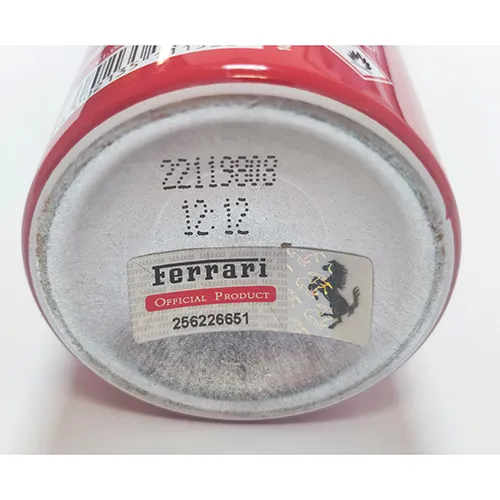 22119808
12:12
Ferrari
OFFICIAL PRODUCT
256226651